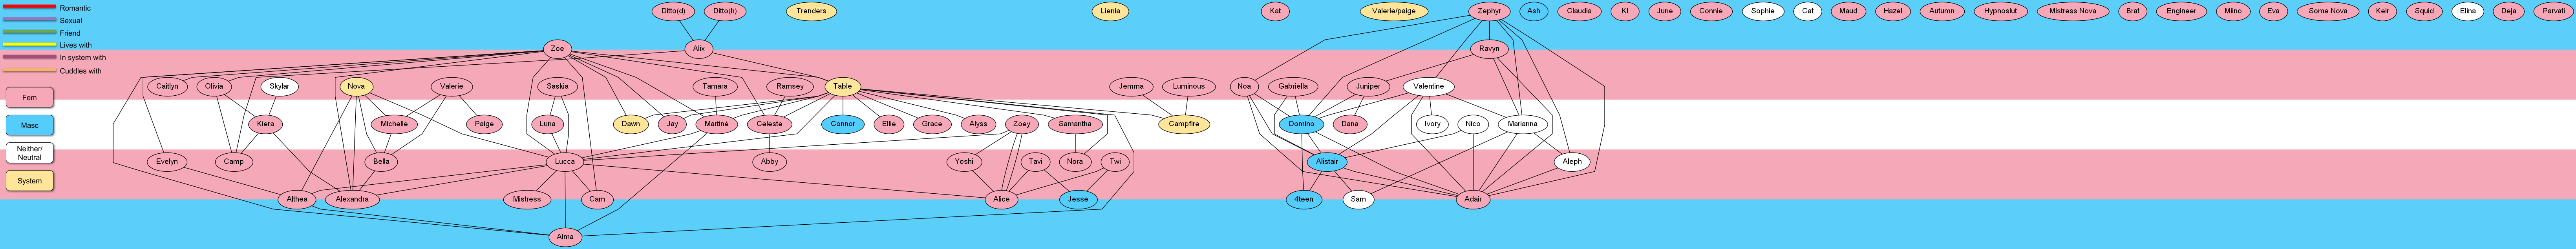 Romantic
Sexual
Friend
Lives with
In system with
Cuddles with
Fem
Masc
Neither/
Neutral
System
Ditto(d) Ditto(h) Trenders Lienia Kat Valerie/paige Zephyr Ash Claudia KI June Connie Sophie Cat Maud Hazel Autumn Hypnoslut Mistress Nova Brat Engineer Miino Eva Some Nova Keir Squid Elina Deja Parvati
Zoe Alix Ravyn
Caitlyn Olivia Skylar Nova Valerie Saskia Tamara Ramsey Table Jemma Luminous Noa Gabriella Juniper Valentine
Kiera Michelle Paige Luna Dawn Jay Martine Celeste Connor Ellie Grace Alyss Zoey Samantha Campfire Domino Dana Ivory Nico Marianna
Evelyn Camp Bella Lucca Abby Yoshi Tavi Nora Twi Alistair Aleph
Althea Alexandra Mistress Cam Alice Jesse 4teen Sam Adair
Alma